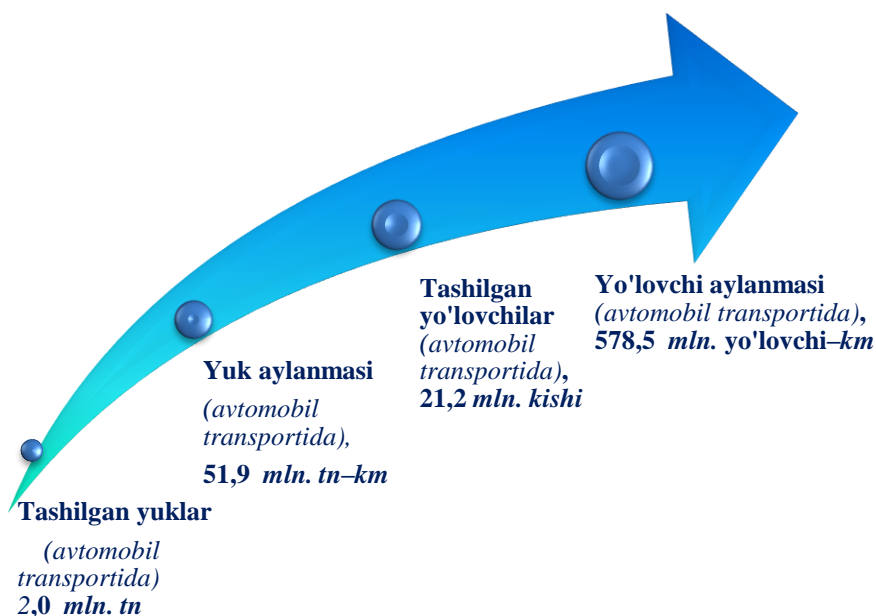 Tashilgan yuklar
(avtomobil
transportida)
2,0 mln. tn
Yuk aylanmasi
(avtomobil
transportida),
51,9 mln. tn–km
Tashilgan
yo'lovchilar
(avtomobil
transportida),
21,2 mln. kishi
Yo'lovchi aylanmasi
(avtomobil transportida),
578,5 mln. yo'lovchi–km